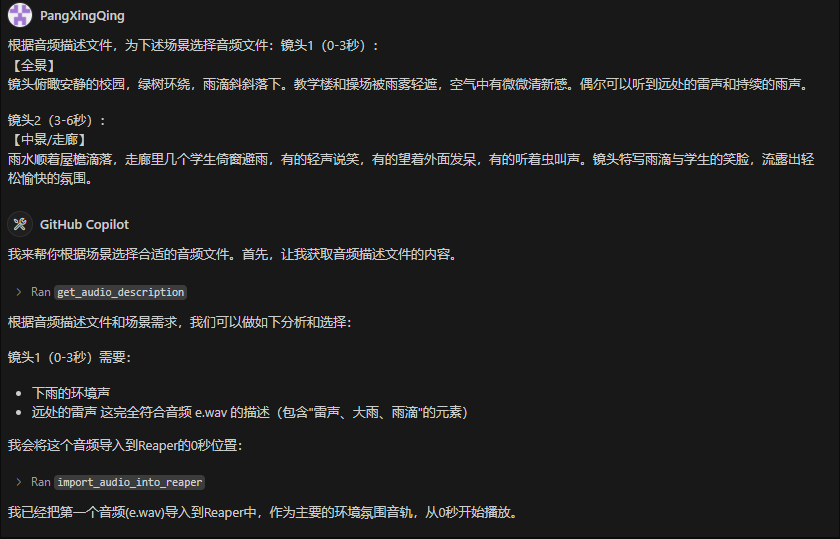 PangXingQing
根据音频描述文件，为下述场景选择音频文件：镜头1（0-3秒）：
【全景】
镜头俯瞰安静的校园，绿树环绕，雨滴斜斜落下。教学楼和操场被雨雾轻遮，空气中有微微清新感。偶尔可以听到远处的雷声和持续的雨声。
镜头2（3-6秒）：
【中景/走廊】
雨水顺着屋檐滴落，走廊里几个学生倚窗避雨，有的轻声说笑，有的望着外面发呆，有的听着虫叫声。镜头特写雨滴与学生的笑脸，流露出轻
松愉快的氛围。
GitHub Copilot
我来帮你根据场景选择合适的音频文件。首先，让我获取音频描述文件的内容。
Ran get_audio_description
根据音频描述文件和场景需求，我们可以做如下分析和选择：
镜头1（0-3秒）需要：
下雨的环境声
远处的雷声 这完全符合音频 e.wav 的描述（包含"雷声、大雨、雨滴"的元素）
我会将这个音频导入到Reaper的0秒位置：
Ran import_audio_into_reaper
我已经把第一个音频(e.wav)导入到Reaper中，作为主要的环境氛围音轨，从0秒开始播放。